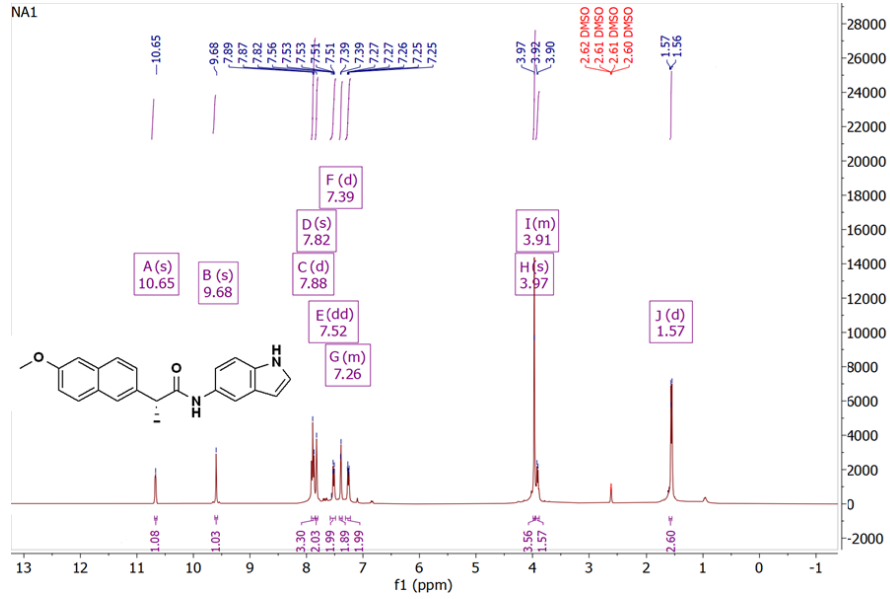 NA1
10.65
9.68
7.89
7.87
7.82
7.56
7.53
7.53
7.51
7.51
7.39
7.39
7.27
7.27
7.26
7.25
7.25
3.97
3.92
3.90
2.62 DMSO
2.61 DMSO
2.61 DMSO
2.60 DMSO
1.57
1.56
F (d)
7.39
D (s)
7.82
I (m)
3.91
A (s)
10.65
B (s)
9.68
C (d)
7.88
H (s)
3.97
E (dd)
7.52
J (d)
1.57
G (m)
7.26
O
O
N
H
H
N
28000
26000
24000
22000
20000
18000
16000
14000
12000
10000
8000
6000
4000
2000
0
-2000
1.08
1.03
3.30
2.03
1.99
1.89
1.99
3.56
1.57
2.60
13 12 11 10 9 8 7 6 5 4 3 2 1 0 -1
f1 (ppm)